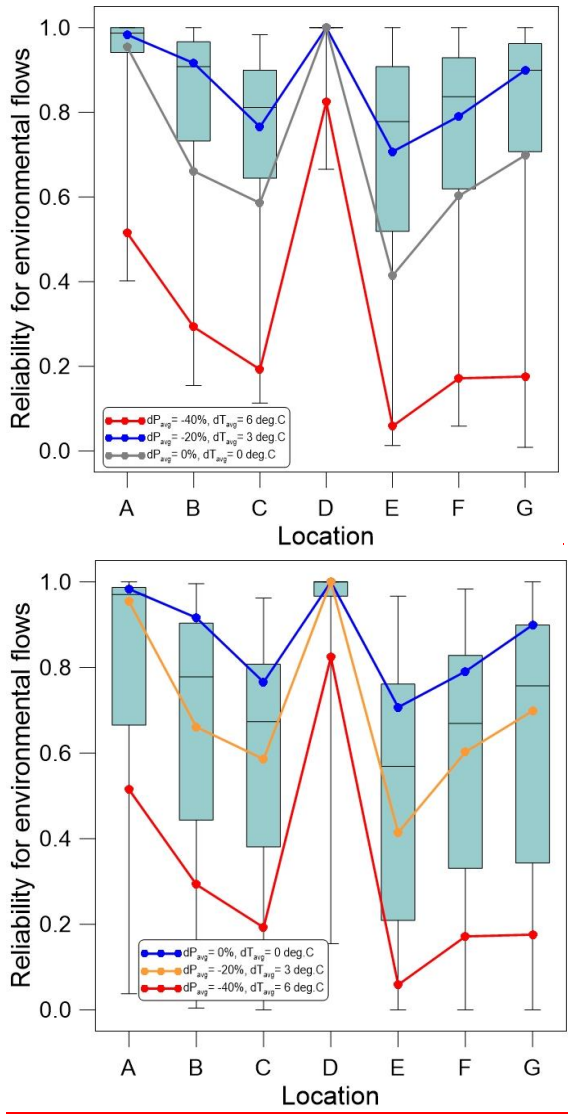 Reliability for environmental flows
1.0
0.8
0.6
0.4
0.2
0.0
dPavg= -40%, dTavg= 6 deg.C
dPavg= -20%, dTavg= 3 deg.C
dPavg= 0%, dTavg= 0 deg.C
A B C D E F G
Location
Reliability for environmental flows
1.0
0.8
0.6
0.4
0.2
0.0
dPavg= 0%, dTavg= 0 deg.C
dPavg= -20%, dTavg= 3 deg.C
dPavg= -40%, dTavg= 6 deg.C
A B C D E F G
Location